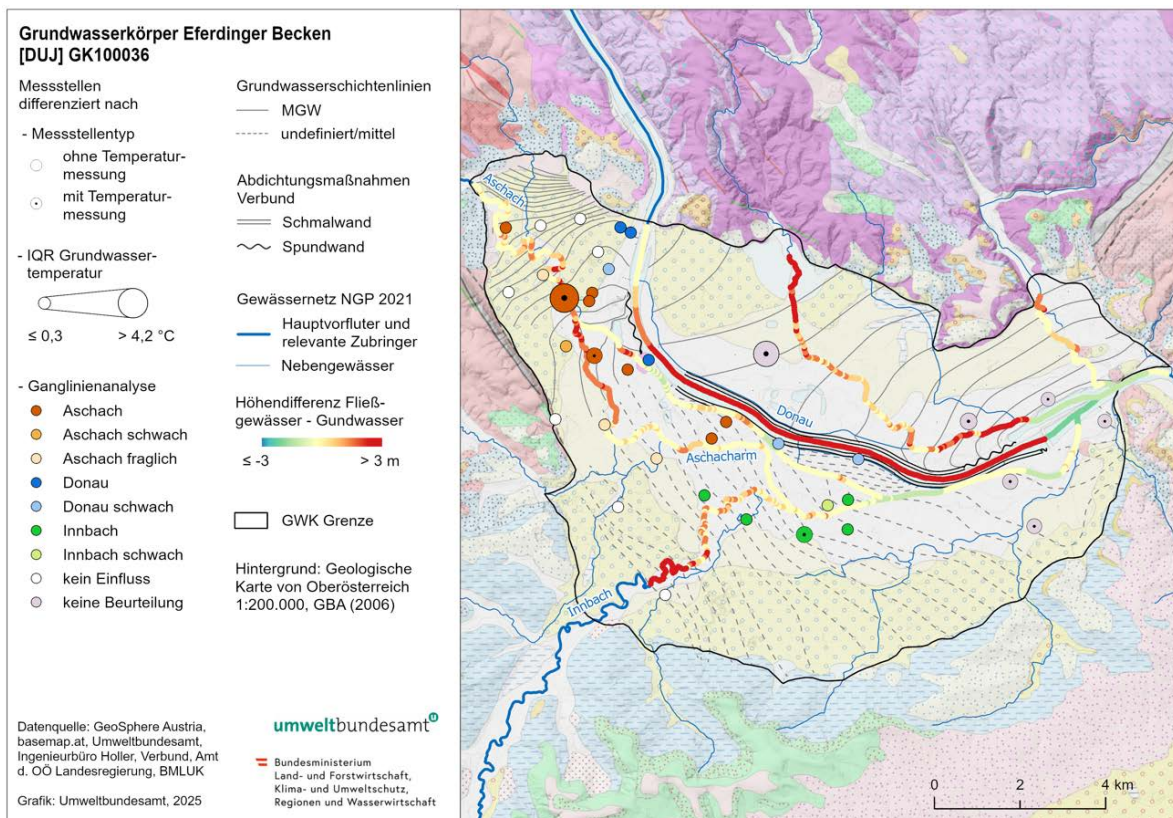 Grundwasserkörper Eferdinger Becken
[DUJ] GK100036
Messstellen
differenziert nach
- Messstellentyp
ohne Temperatur-
messung
mit Temperatur-
messung
- IQR Grundwasser-
temperatur
≤ 0,3
> 4,2 °C
- Ganglinienanalyse
Aschach
Aschach schwach
Aschach fraglich
Donau
Donau schwach
Innbach
Innbach schwach
kein Einfluss
keine Beurteilung
Grundwasserschichtenlinien
MGW
undefiniert/mittel
Abdichtungsmaßnahmen
Verbund
Schmalwand
Spundwand
Gewässernetz NGP 2021
Hauptvorfluter und
relevante Zubringer
Nebengewässer
Höhendifferenz Fließ-
gewässer - Gundwasser
≤ -3
> 3 m
GWK Grenze
Hintergrund: Geologische
Karte von Oberösterreich
1:200.000, GBA (2006)
Datenquelle: GeoSphere Austria,
basemap.at, Umweltbundesamt,
Ingenieurbüro Holler, Verbund, Amt
d. OÖ Landesregierung, BMLUK
Grafik: Umweltbundesamt, 2025
umweltbundesamt
u
Bundesministerium
Land- und Forstwirtschaft,
Klima- und Umweltschutz,
Regionen und Wasserwirtschaft
Aschach
Donau
Aschacharm
Innbach
0
2
4 km